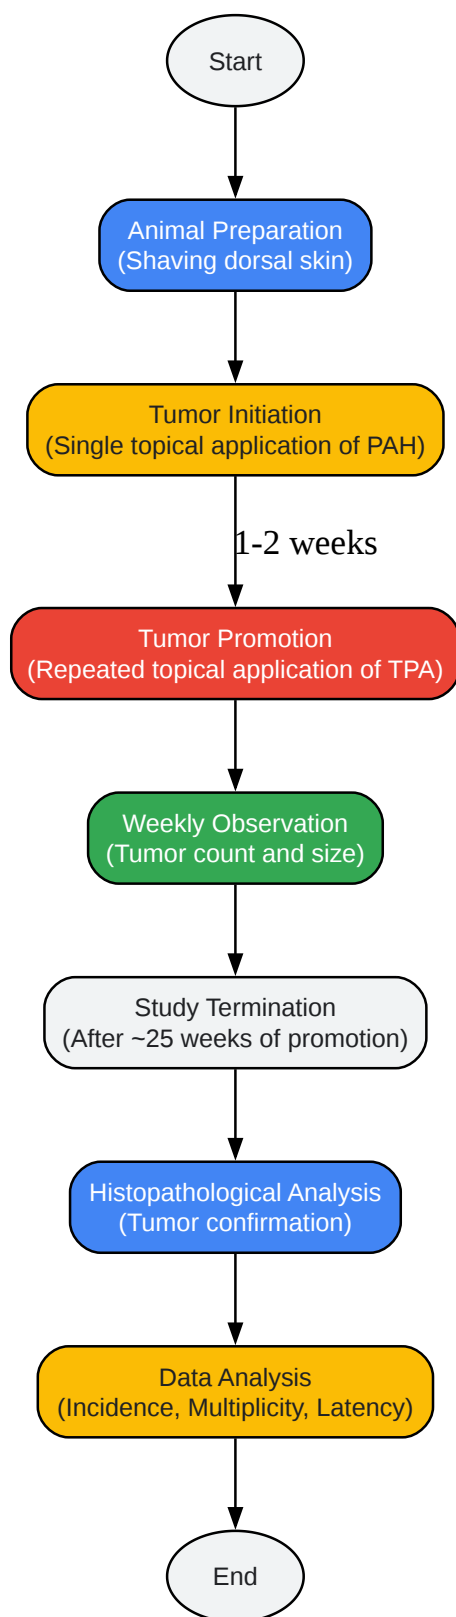 Start
Animal Preparation
(Shaving dorsal skin)
Tumor Initiation
(Single topical application of PAH)
1-2 weeks
Tumor Promotion
(Repeated topical application of TPA)
Weekly Observation
(Tumor count and size)
Study Termination
(After ~25 weeks of promotion)
Histopathological Analysis
(Tumor confirmation)
Data Analysis
(Incidence, Multiplicity, Latency)
End